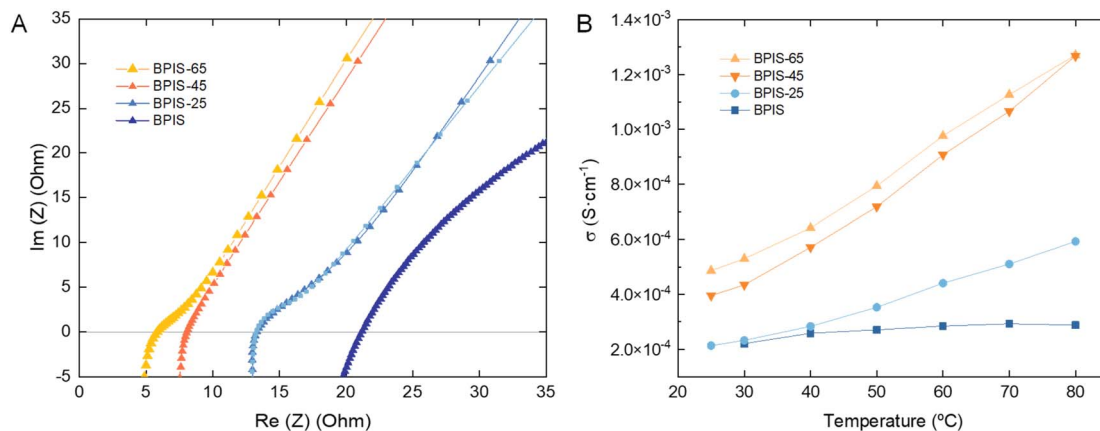 A
35
30
25
20
15
10
5
0
-5
Im (Z) (Ohm)
BPIS-65
BPIS-45
BPIS-25
BPIS
0 5 10 15 20 25 30 35
Re (Z) (Ohm)
B
1.4×10⁻³
1.2×10⁻³
1.0×10⁻³
8.0×10⁻⁴
6.0×10⁻⁴
4.0×10⁻⁴
2.0×10⁻⁴
σ (S·cm⁻¹)
BPIS-65
BPIS-45
BPIS-25
BPIS
20 30 40 50 60 70 80
Temperature (ºC)